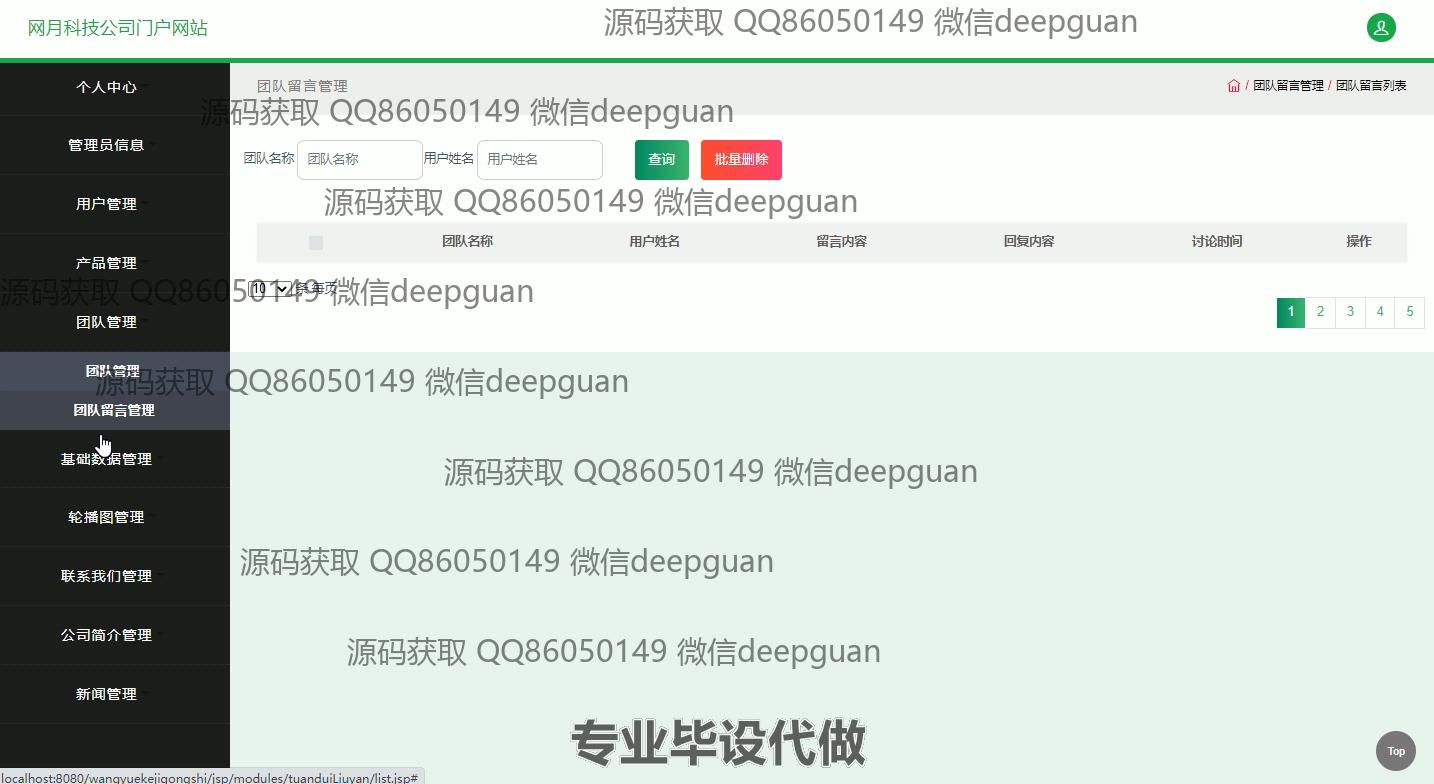 网月科技公司门户网站
源码获取 QQ86050149 微信deepguan
个人中心
团队留言管理
/ 团队留言管理 / 团队留言列表
源码获取 QQ86050149 微信deepguan
管理员信息
团队名称 团队名称 用户姓名 用户姓名 查询 批量删除
用户管理
源码获取 QQ86050149 微信deepguan
团队名称 用户姓名 留言内容 回复内容 讨论时间 操作
产品管理
源码获取 QQ86050149 微信deepguan
10 条 每页
1 2 3 4 5
团队管理
团队管理
源码获取 QQ86050149 微信deepguan
团队留言管理
基础数据管理
源码获取 QQ86050149 微信deepguan
轮播图管理
源码获取 QQ86050149 微信deepguan
联系我们管理
公司简介管理
源码获取 QQ86050149 微信deepguan
新闻管理
专业毕设代做
Top
localhost:8080/wangyuekejigongshi/jsp/modules/tuanduiLiuyan/list.jsp#